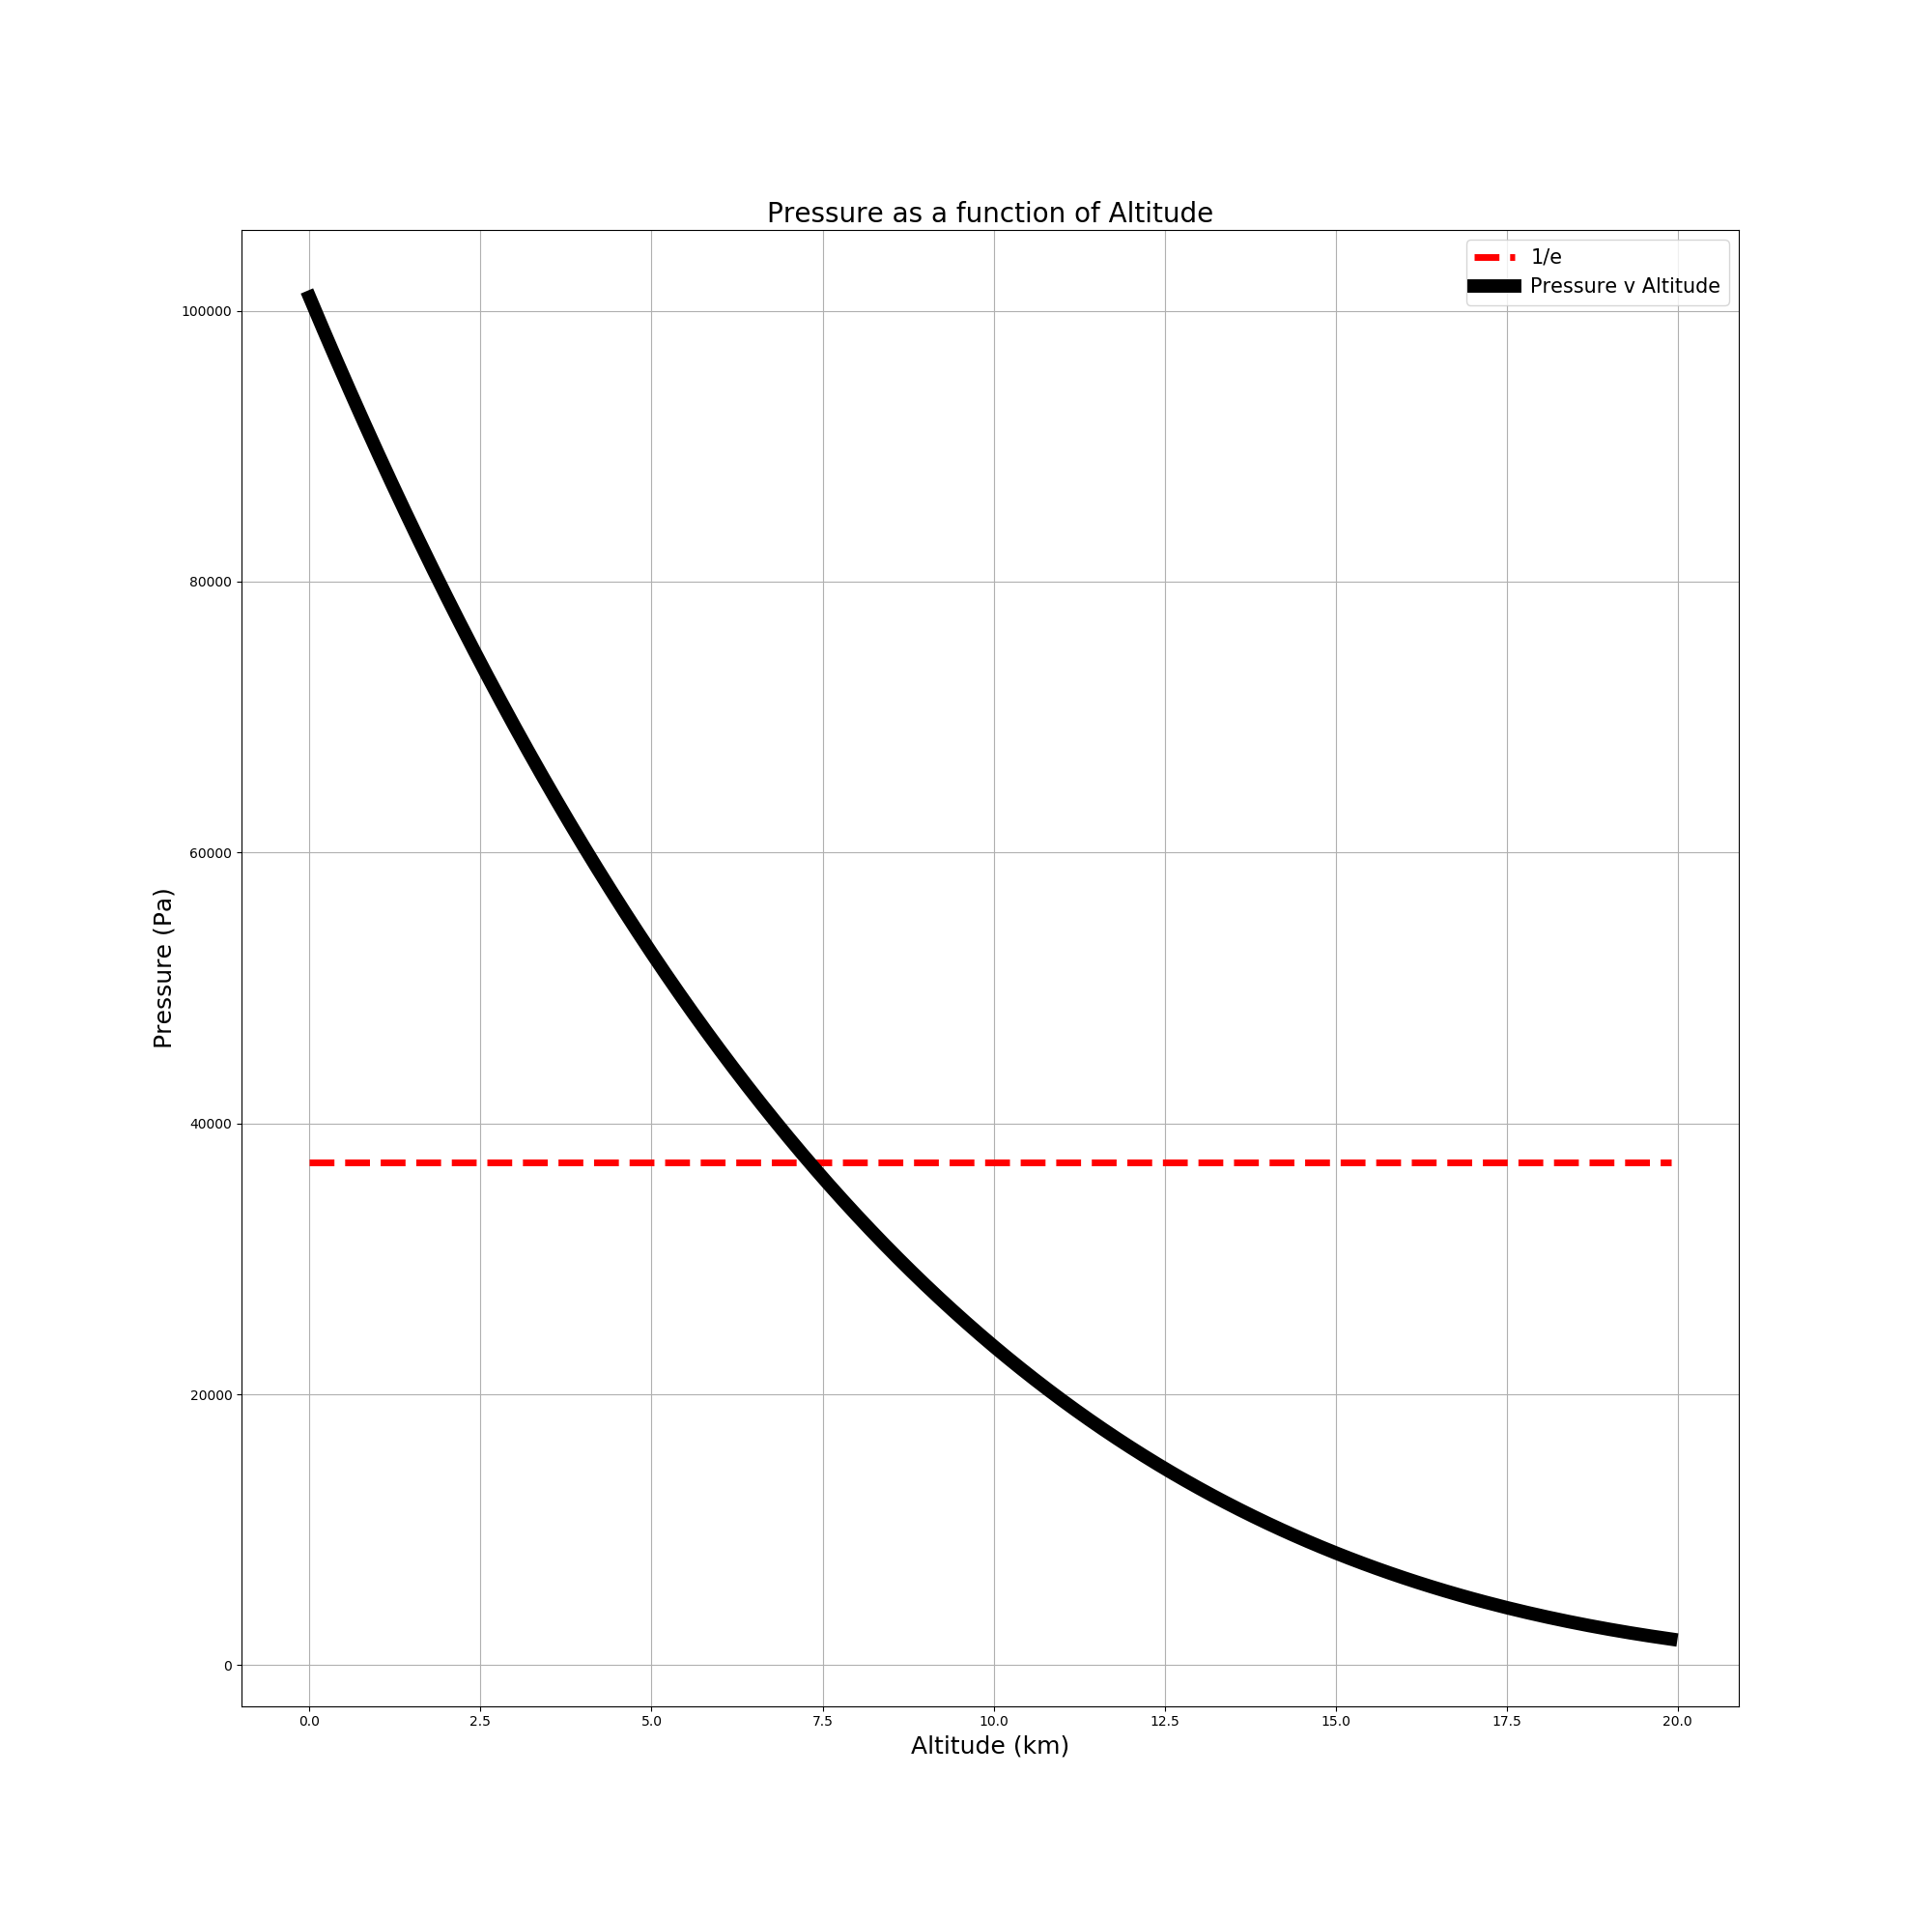 Pressure as a function of Altitude
1/e
Pressure v Altitude
100000
80000
60000
40000
20000
0
Pressure (Pa)
0.0 2.5 5.0 7.5 10.0 12.5 15.0 17.5 20.0
Altitude (km)